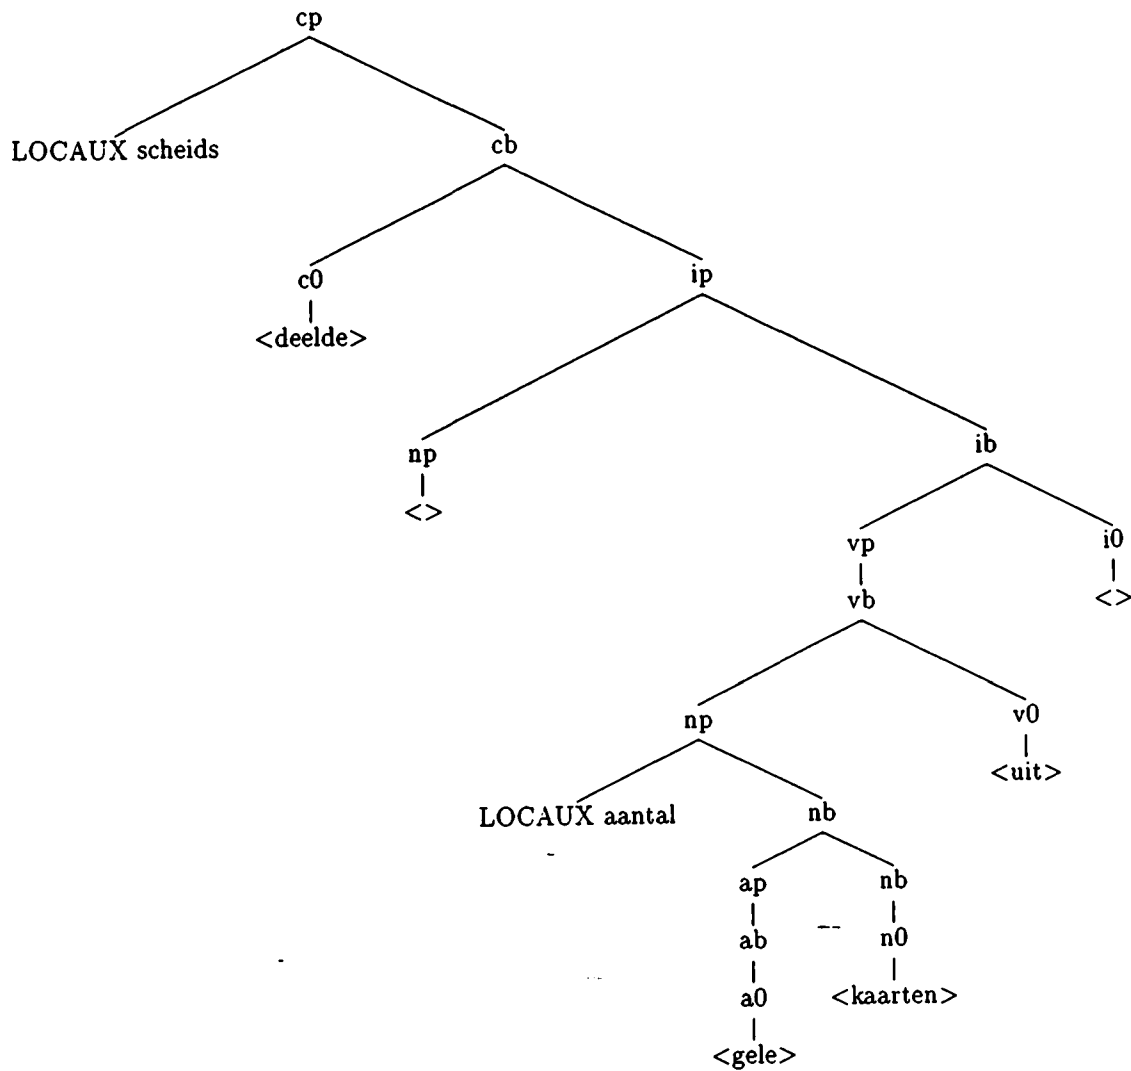 cp
LOCAUX scheids
cb
c0
ip
<deelde>
np
ib
<>
vp
i0
vb
<>
np
v0
<uit>
LOCAUX aantal
nb
ap
nb
ab
n0
a0
<kaarten>
<gele>